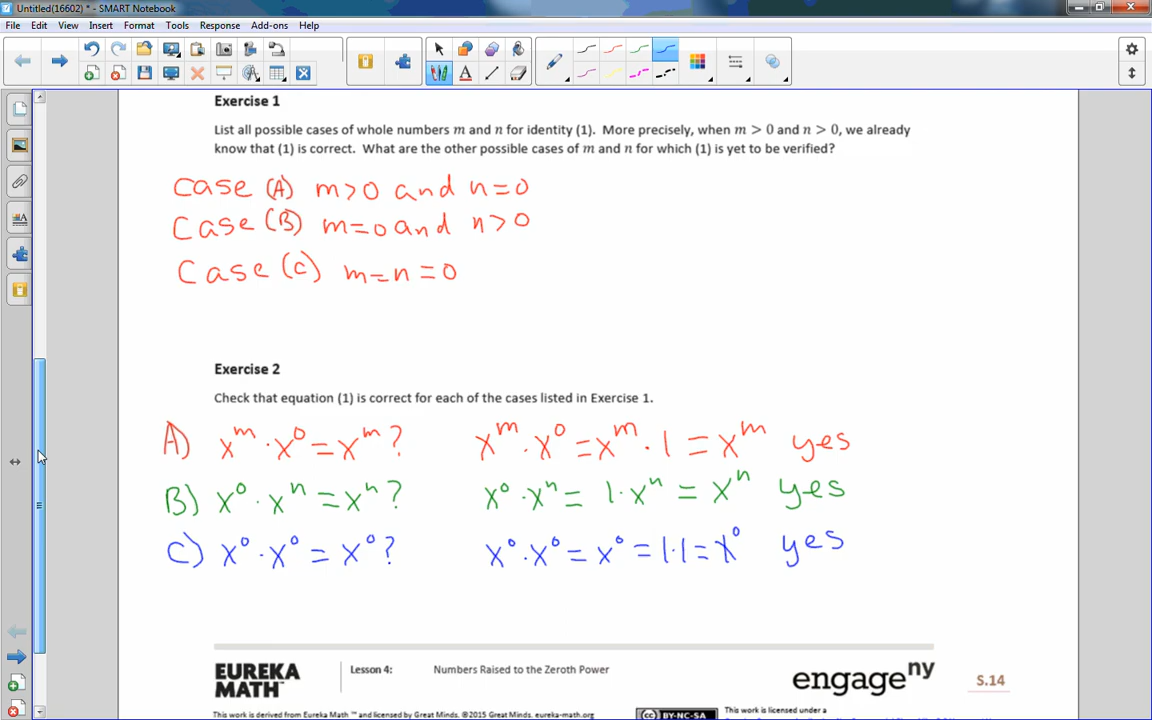 Untitled(16602) * - SMART Notebook
File Edit View Insert Format Tools Response Add-ons Help
Exercise 1
List all possible cases of whole numbers m and n for identity (1). More precisely, when m > 0 and n > 0, we already
know that (1) is correct. What are the other possible cases of m and n for which (1) is yet to be verified?
Case (A) m>0 and n=0
Case (B) m=0 and n>0
Case (C) m=n=0
Exercise 2
Check that equation (1) is correct for each of the cases listed in Exercise 1.
A) x^m · x^0 = x^m ? x^m · x^0 = x^m · 1 = x^m yes
B) x^0 · x^n = x^n ? x^0 · x^n = 1 · x^n = x^n yes
C) x^0 · x^0 = x^0 ? x^0 · x^0 = x^0 = 1·1 = x^0 yes
EUREKA MATH™ Lesson 4: Numbers Raised to the Zeroth Power engage^ny S.14
This work is derived from Eureka Math ™ and licensed by Great Minds. ©2015 Great Minds. eureka-math.org
(cc) BY-NC-SA
This work is licensed under a